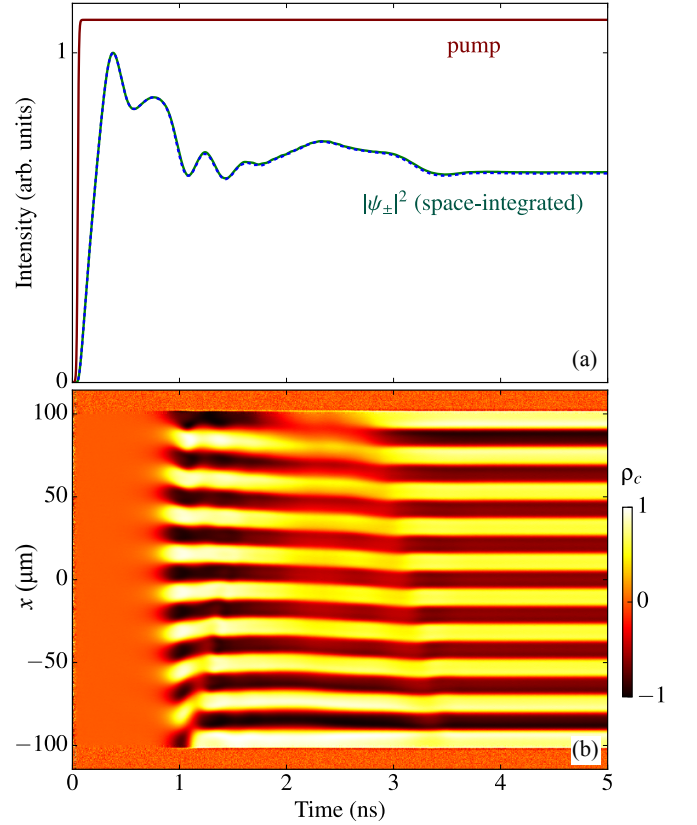 pump
1
Intensity (arb. units)
|ψ±|² (space-integrated)
(a)
0
100
50
0
−50
−100
x (μm)
ρc
1
0
−1
(b)
0 1 2 3 4 5
Time (ns)